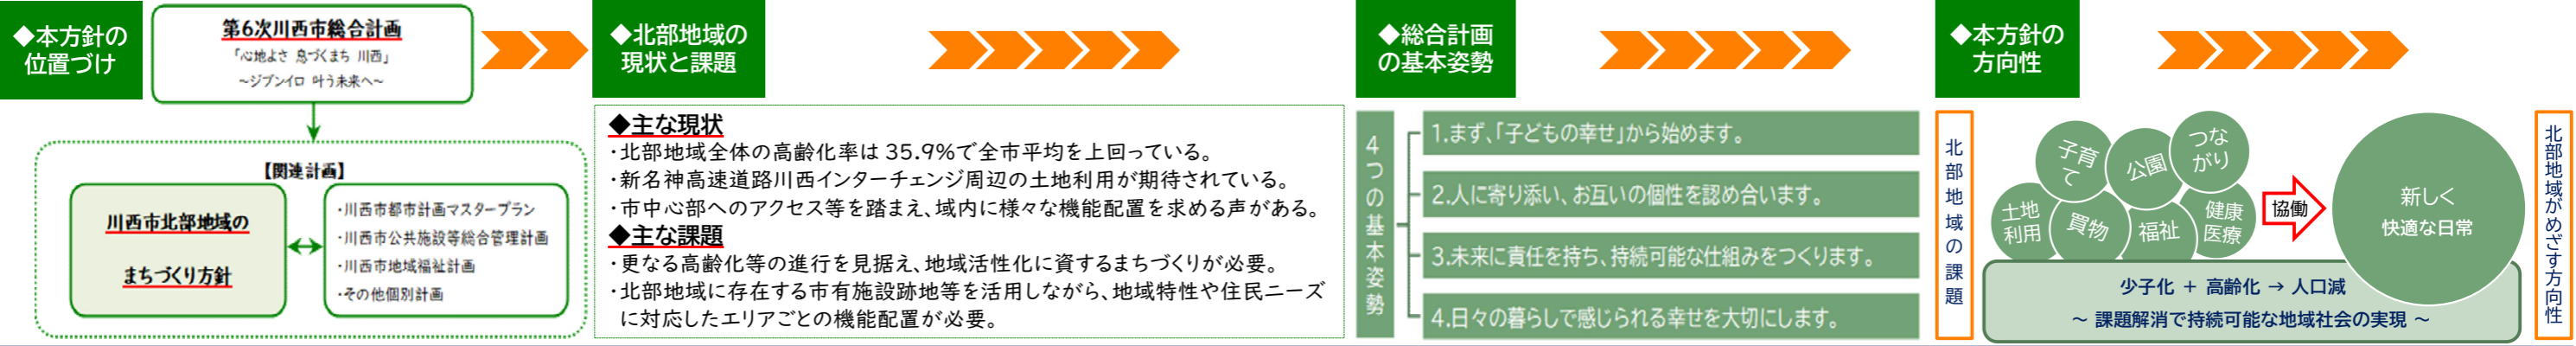 ◆本方針の
位置づけ
第6次川西市総合計画
「心地よさ 息づくまち 川西」
～ジブンイロ 叶う未来へ～
【関連計画】
川西市北部地域の
まちづくり方針
・川西市都市計画マスタープラン
・川西市公共施設等総合管理計画
・川西市地域福祉計画
・その他個別計画
◆北部地域の
現状と課題
◆主な現状
・北部地域全体の高齢化率は 35.9%で全市平均を上回っている。
・新名神高速道路川西インターチェンジ周辺の土地利用が期待されている。
・市中心部へのアクセス等を踏まえ、域内に様々な機能配置を求める声がある。
◆主な課題
・更なる高齢化等の進行を見据え、地域活性化に資するまちづくりが必要。
・北部地域に存在する市有施設跡地等を活用しながら、地域特性や住民ニーズ
に対応したエリアごとの機能配置が必要。
◆総合計画
の基本姿勢
4つの基本姿勢
1.まず、「子どもの幸せ」から始めます。
2.人に寄り添い、お互いの個性を認め合います。
3.未来に責任を持ち、持続可能な仕組みをつくります。
4.日々の暮らしで感じられる幸せを大切にします。
◆本方針の
方向性
北部地域の課題
子育
て
公園
つな
がり
土地
利用
買物
福祉
健康
医療
協働
新しく
快適な日常
少子化 + 高齢化 → 人口減
～ 課題解消で持続可能な地域社会の実現 ～
北部地域がめざす方向性